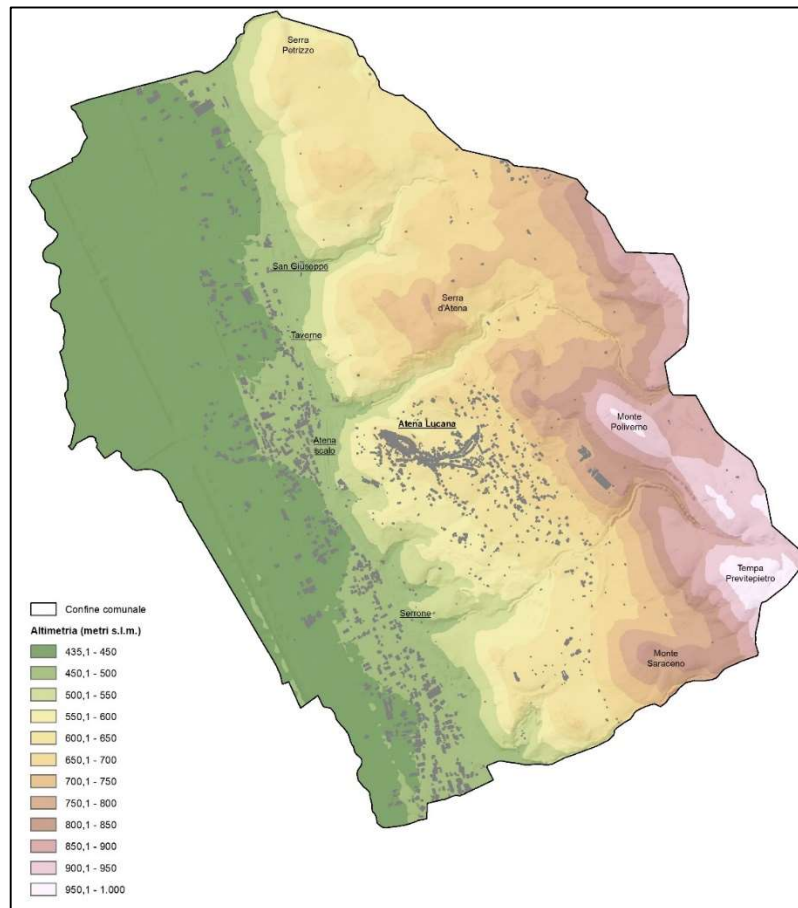 Serra
Petrizzo
San Giuseppe
Serra
d'Atena
Taverne
Monte
Poliverno
Atena Lucana
Atena
scalo
Tempa
Previtepietro
Serrone
Monte
Saraceno
Confine comunale
Altimetria (metri s.l.m.)
435,1 - 450
450,1 - 500
500,1 - 550
550,1 - 600
600,1 - 650
650,1 - 700
700,1 - 750
750,1 - 800
800,1 - 850
850,1 - 900
900,1 - 950
950,1 - 1.000